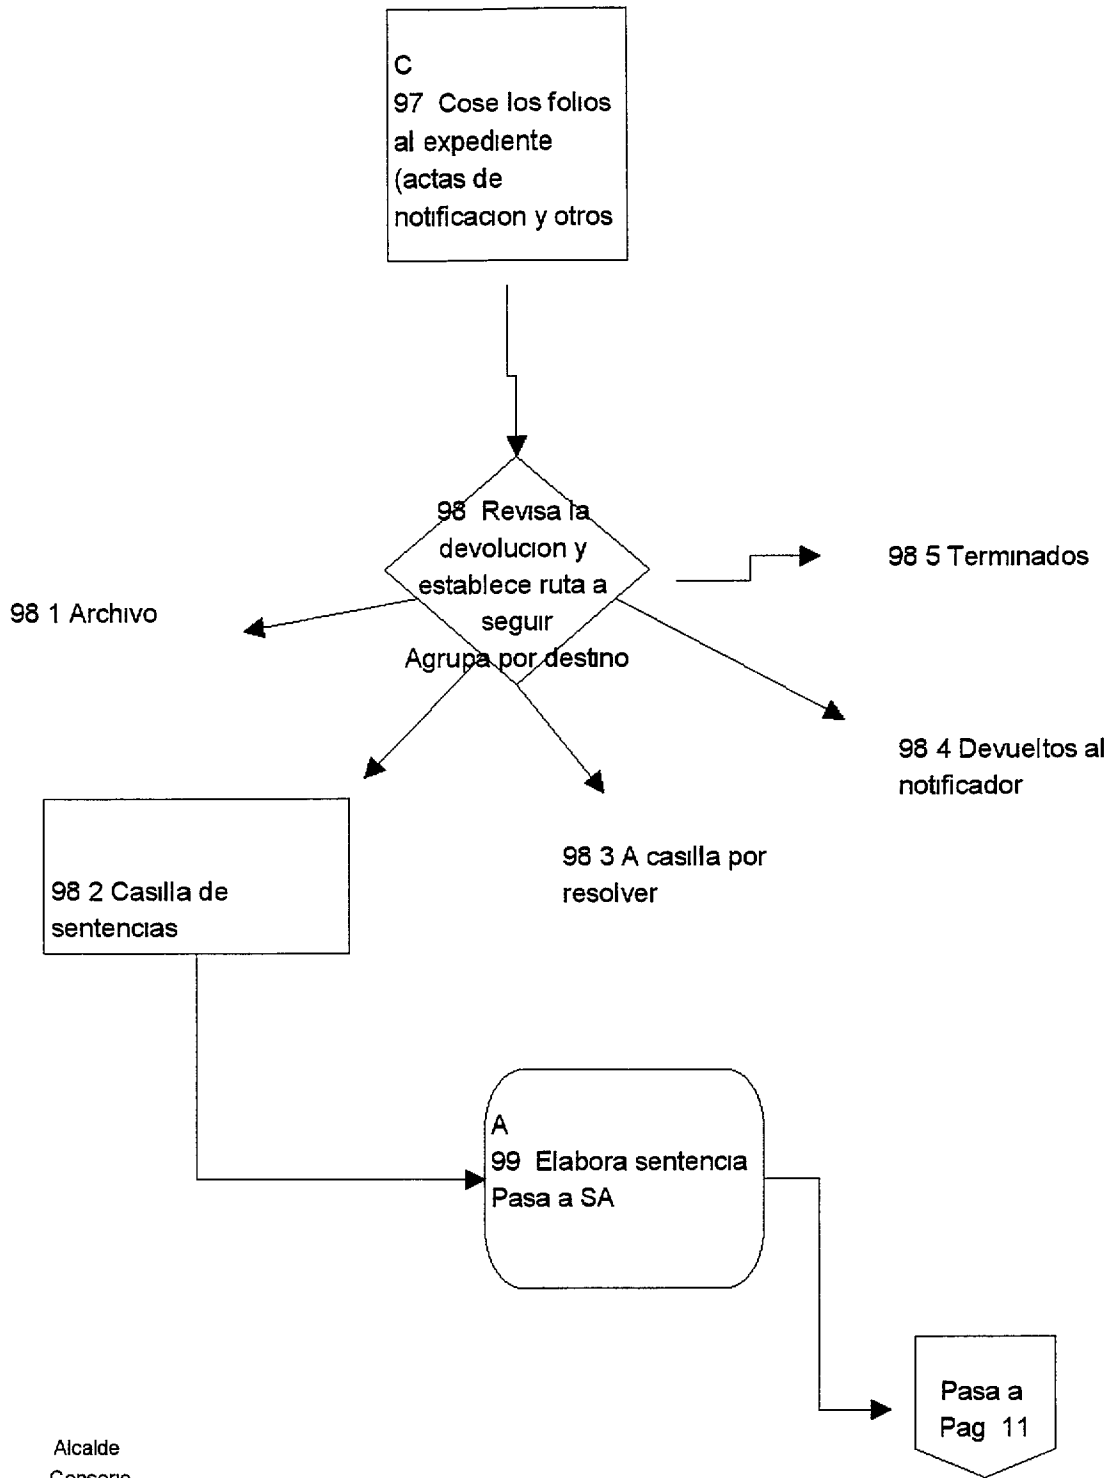 C
97 Cose los folios
al expediente
(actas de
notificacion y otros
98 Revisa la
devolucion y
establece ruta a
seguir
Agrupa por destino
98 5 Terminados
98 1 Archivo
98 4 Devueltos al
notificador
98 3 A casilla por
resolver
98 2 Casilla de
sentencias
A
99 Elabora sentencia
Pasa a SA
Pasa a
Pag 11
Alcalde
Conserje